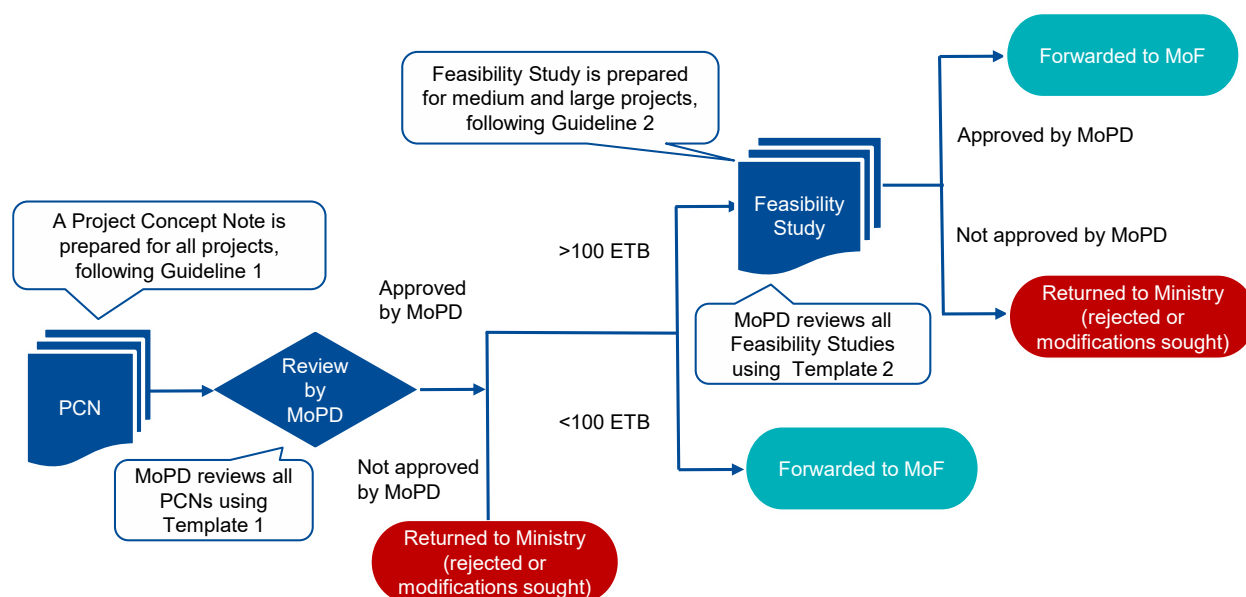 Forwarded to MoF
Feasibility Study is prepared
for medium and large projects,
following Guideline 2
Approved by MoPD
Feasibility
Study
A Project Concept Note is
prepared for all projects,
following Guideline 1
>100 ETB
Not approved by MoPD
Approved
by MoPD
Returned to Ministry
(rejected or
modifications sought)
MoPD reviews all
Feasibility Studies
using Template 2
Review
by
MoPD
PCN
<100 ETB
MoPD reviews all
PCNs using
Template 1
Not approved
by MoPD
Forwarded to MoF
Returned to Ministry
(rejected or
modifications sought)